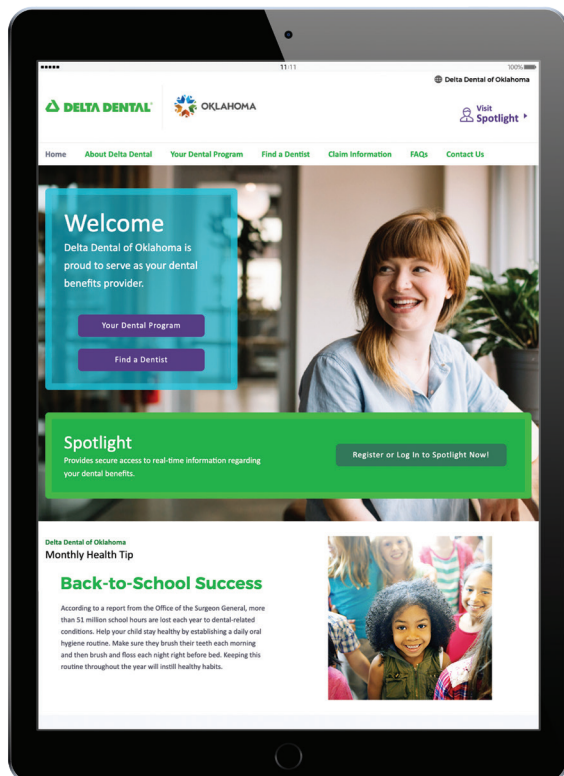 11:11
100%
Delta Dental of Oklahoma
DELTA DENTAL®
OKLAHOMA
Visit
Spotlight
Home About Delta Dental Your Dental Program Find a Dentist Claim Information FAQs Contact Us
Welcome
Delta Dental of Oklahoma is
proud to serve as your dental
benefits provider.
Your Dental Program
Find a Dentist
Spotlight
Provides secure access to real-time information regarding
your dental benefits.
Register or Log In to Spotlight Now!
Delta Dental of Oklahoma
Monthly Health Tip
Back-to-School Success
According to a report from the Office of the Surgeon General, more
than 51 million school hours are lost each year to dental-related
conditions. Help your child stay healthy by establishing a daily oral
hygiene routine. Make sure they brush their teeth each morning
and then brush and floss each night right before bed. Keeping this
routine throughout the year will instill healthy habits.